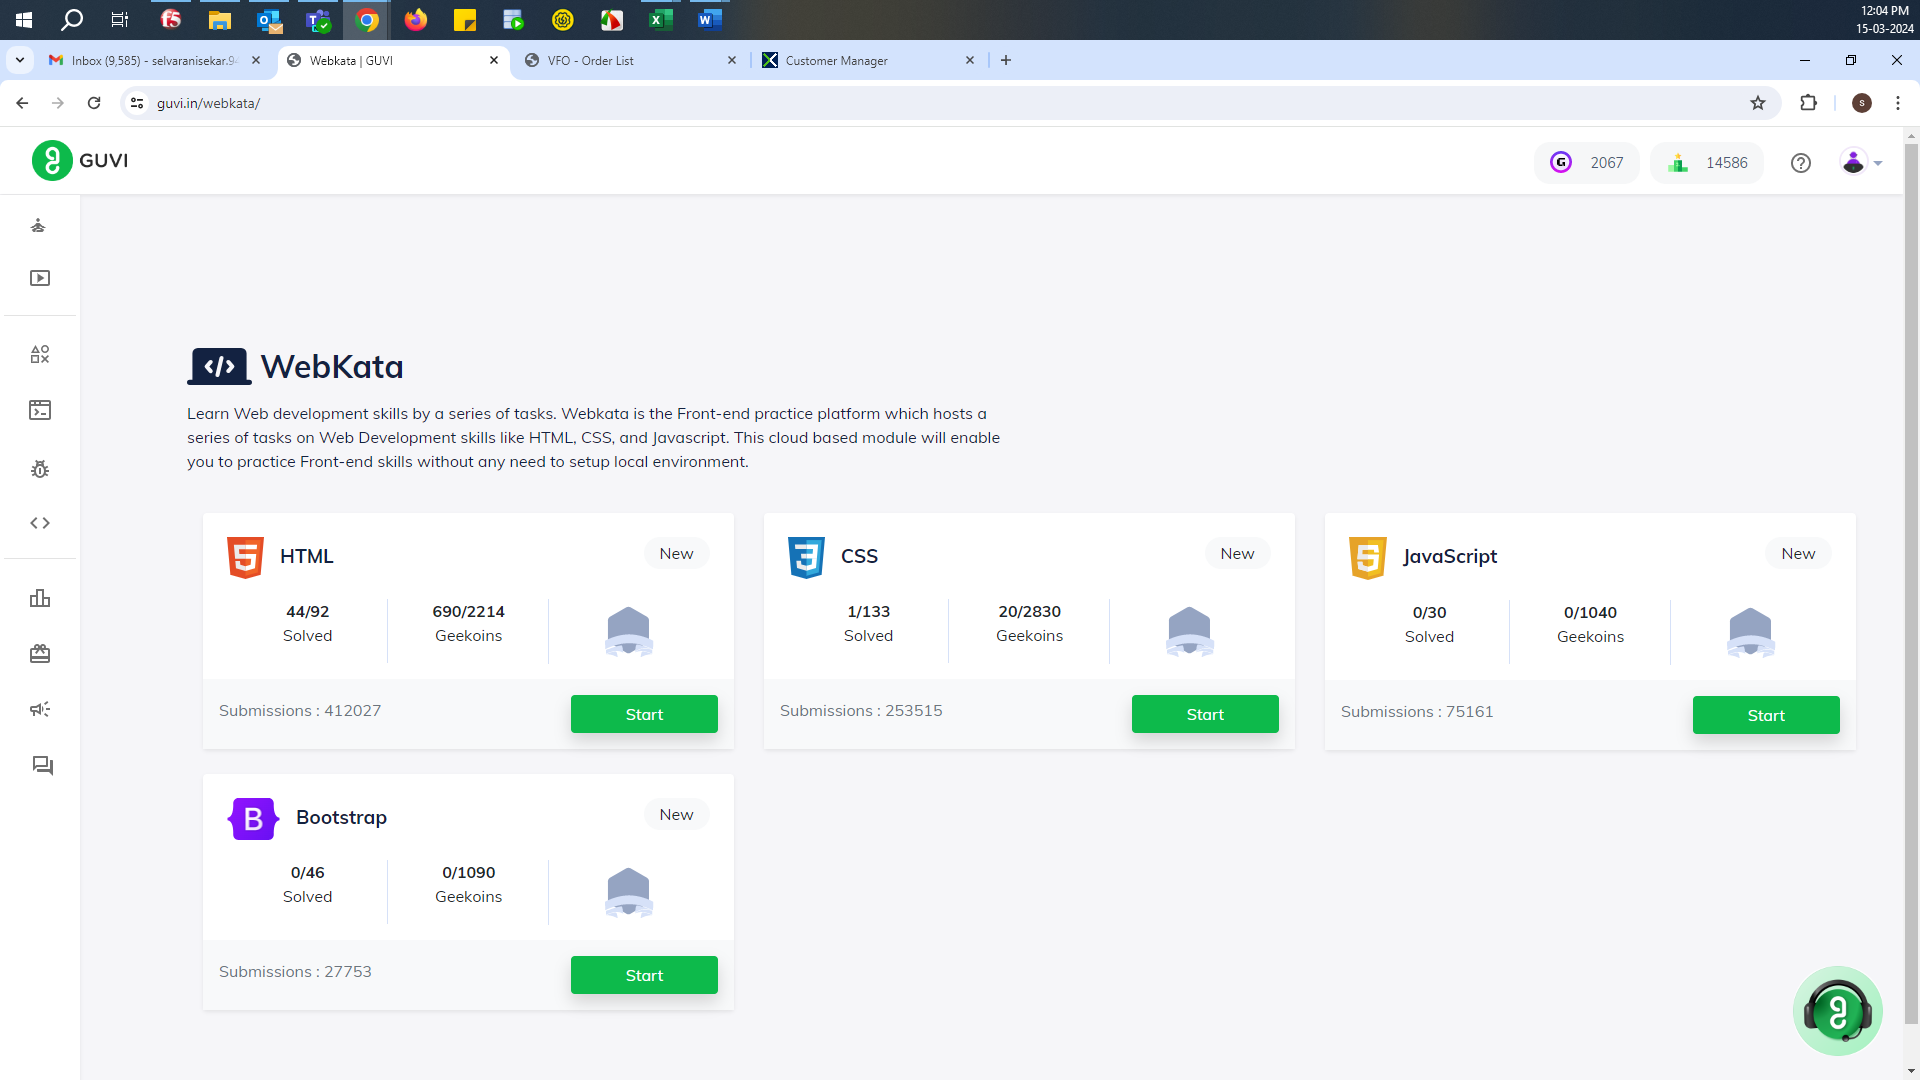 12:04 PM
15-03-2024
Inbox (9,585) - selvaranisekar.94
Webkata | GUVI
VFO - Order List
Customer Manager
guvi.in/webkata/
S
GUVI
G 2067
14586
WebKata
Learn Web development skills by a series of tasks. Webkata is the Front-end practice platform which hosts a
series of tasks on Web Development skills like HTML, CSS, and Javascript. This cloud based module will enable
you to practice Front-end skills without any need to setup local environment.
HTML
New
44/92
Solved
690/2214
Geekoins
Submissions : 412027
Start
CSS
New
1/133
Solved
20/2830
Geekoins
Submissions : 253515
Start
JavaScript
New
0/30
Solved
0/1040
Geekoins
Submissions : 75161
Start
B
Bootstrap
New
0/46
Solved
0/1090
Geekoins
Submissions : 27753
Start